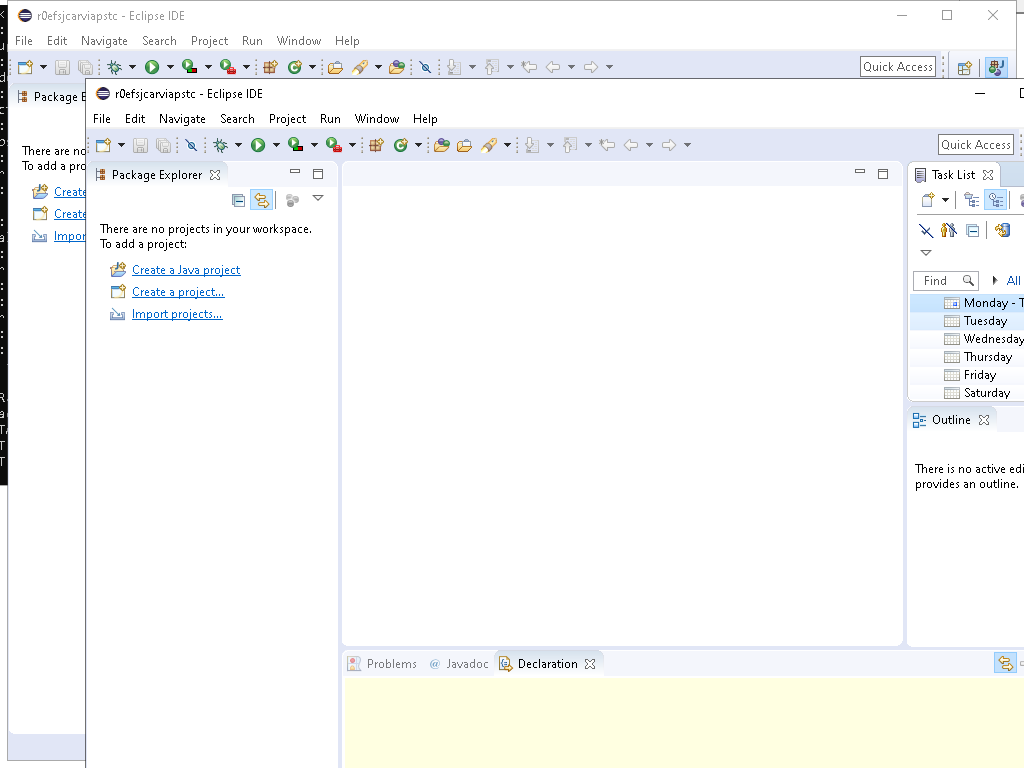 r0efsjcarviapstc - Eclipse IDE
File Edit Navigate Search Project Run Window Help
Quick Access
Package E
There are no
To add a pro
Create
Create
Impor
r0efsjcarviapstc - Eclipse IDE
File Edit Navigate Search Project Run Window Help
Quick Access
Package Explorer
There are no projects in your workspace.
To add a project:
Create a Java project
Create a project...
Import projects...
Task List
Find All
Monday - T
Tuesday
Wednesday
Thursday
Friday
Saturday
Outline
There is no active edi
provides an outline.
Problems @ Javadoc Declaration